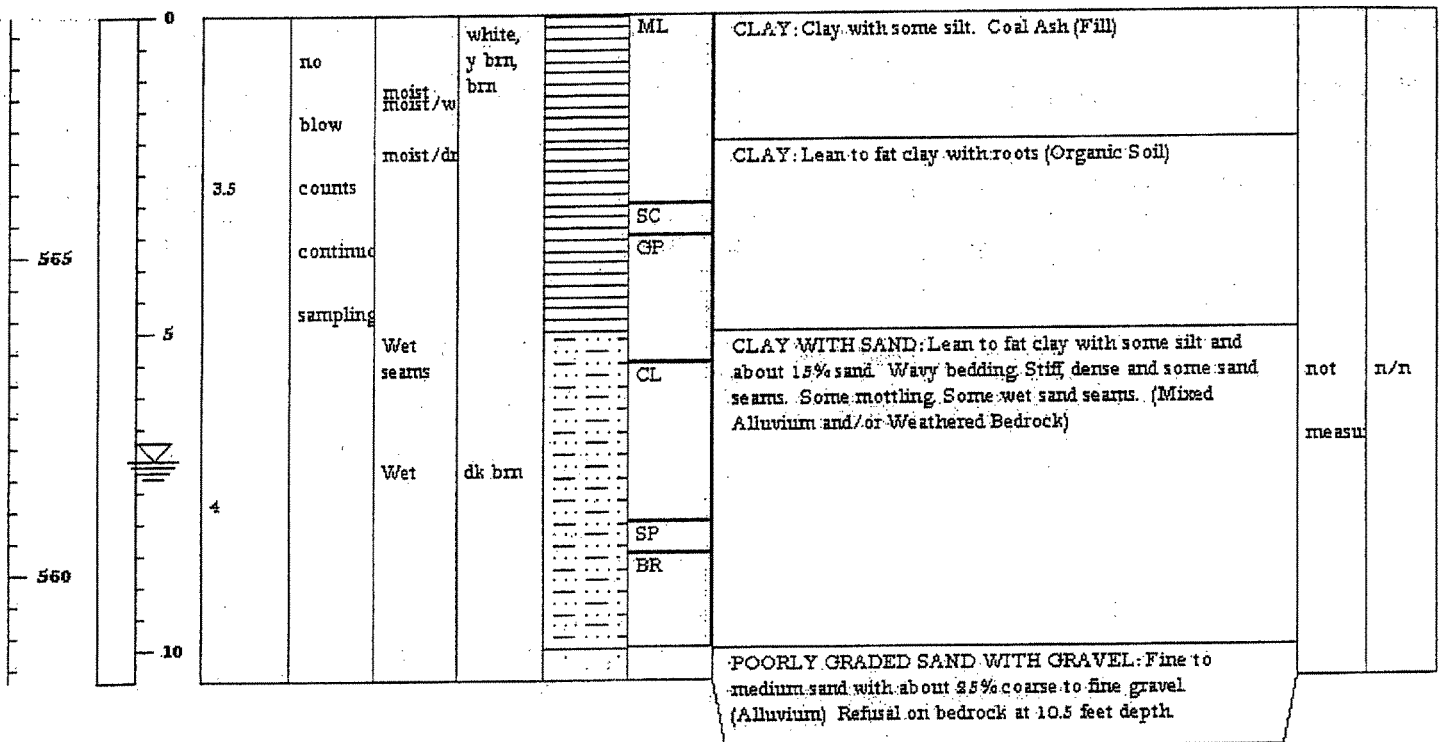 0
565
5
560
10
3.5
4
no
blow
counts
continuo
sampling
moist
moist/w
moist/dr
Wet
seams
Wet
white,
y brn,
brn
dk brn
ML
SC
GP
CL
SP
BR
CLAY: Clay with some silt. Coal Ash (Fill)
CLAY: Lean to fat clay with roots (Organic Soil)
CLAY WITH SAND: Lean to fat clay with some silt and
about 15% sand. Wavy bedding. Stiff, dense and some sand
seams. Some mottling. Some wet sand seams. (Mixed
Alluvium and/or Weathered Bedrock)
POORLY GRADED SAND WITH GRAVEL: Fine to
medium sand with about 25% coarse to fine gravel
(Alluvium) Refusal on bedrock at 10.5 feet depth.
not
measu
n/n